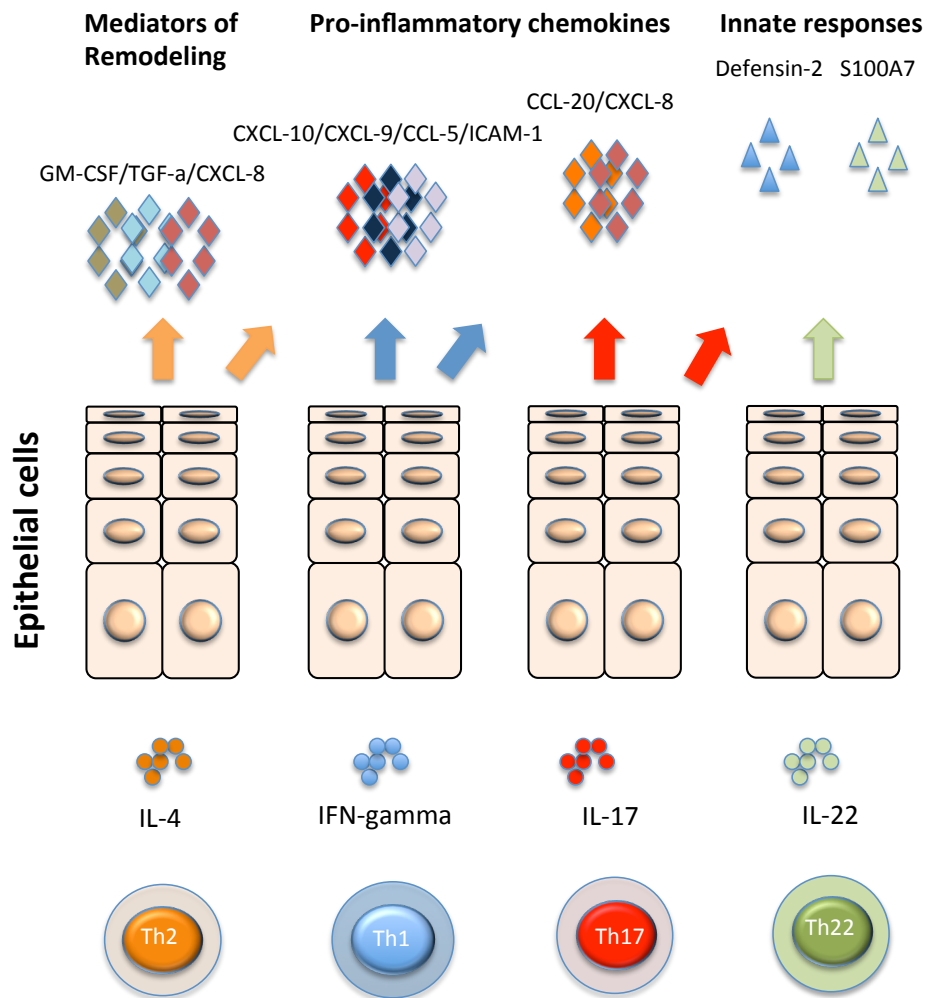 Mediators of
Remodeling
Pro-inflammatory chemokines
Innate responses
Defensin-2 S100A7
CCL-20/CXCL-8
CXCL-10/CXCL-9/CCL-5/ICAM-1
GM-CSF/TGF-a/CXCL-8
Epithelial cells
IL-4
IFN-gamma
IL-17
IL-22
Th2
Th1
Th17
Th22